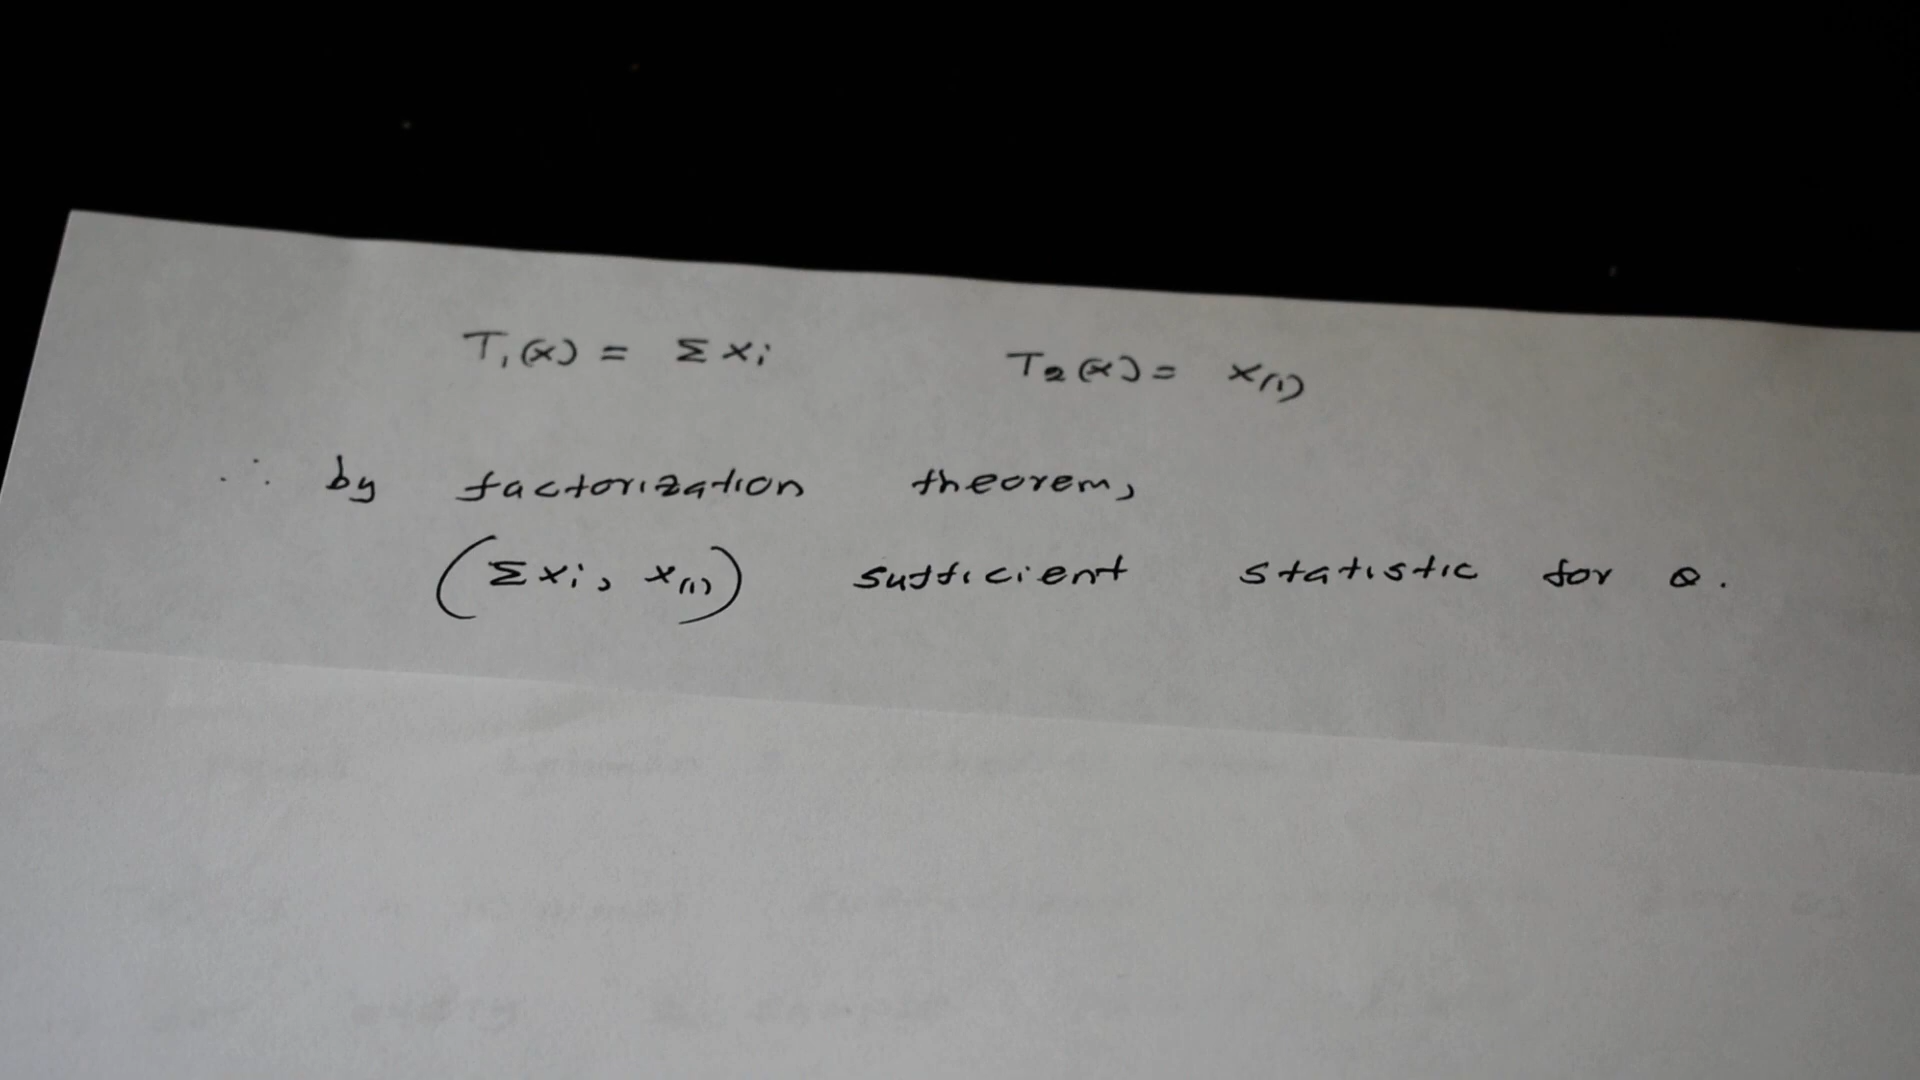 T₁(x) = Σxᵢ T₂(x) = x₍₁₎
∴ by factorization theorem,
(Σxᵢ, x₍₁₎) sufficient statistic for θ.